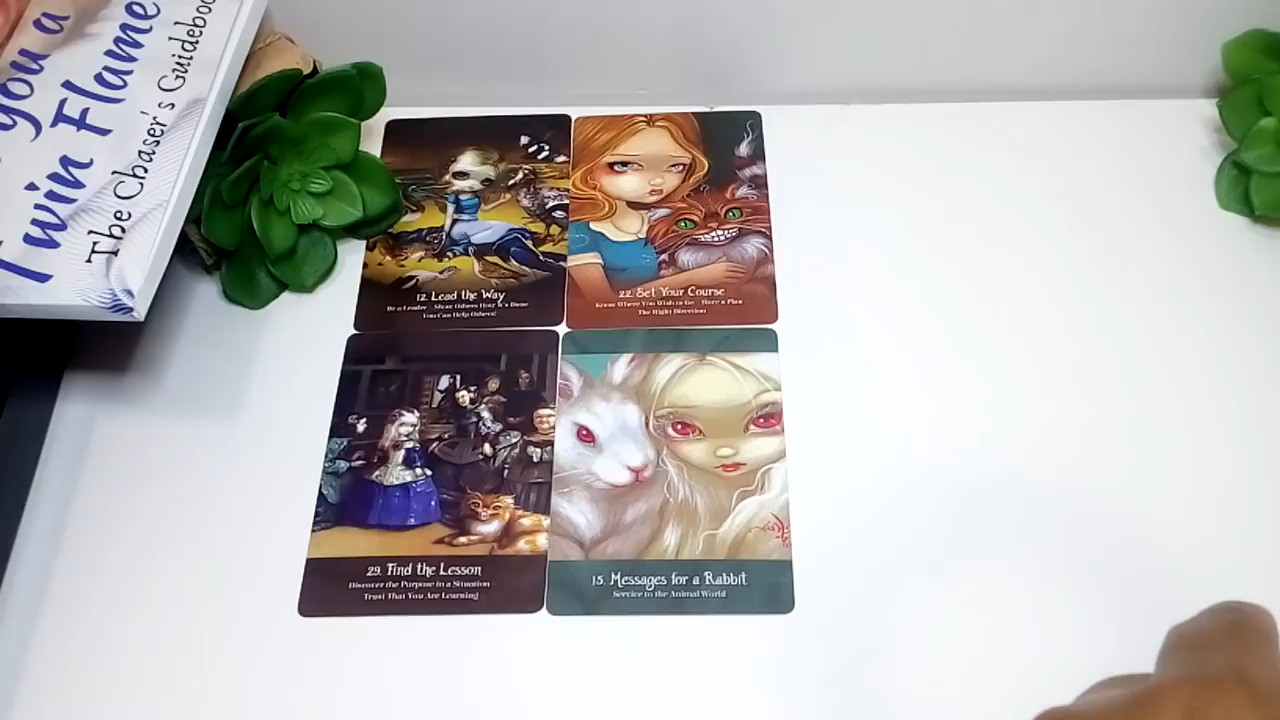 you a
Twin Flame
The Chaser's Guideboo
12. Lead the Way
Be a Leader Show Others How It's Done
You Can Help Others!
22. Set Your Course
Know Where You Wish to Go Have a Plan
The Right Direction
29. Find the Lesson
Discover the Purpose in a Situation
Trust That You Are Learning
15. Messages for a Rabbit
Service to the Animal World